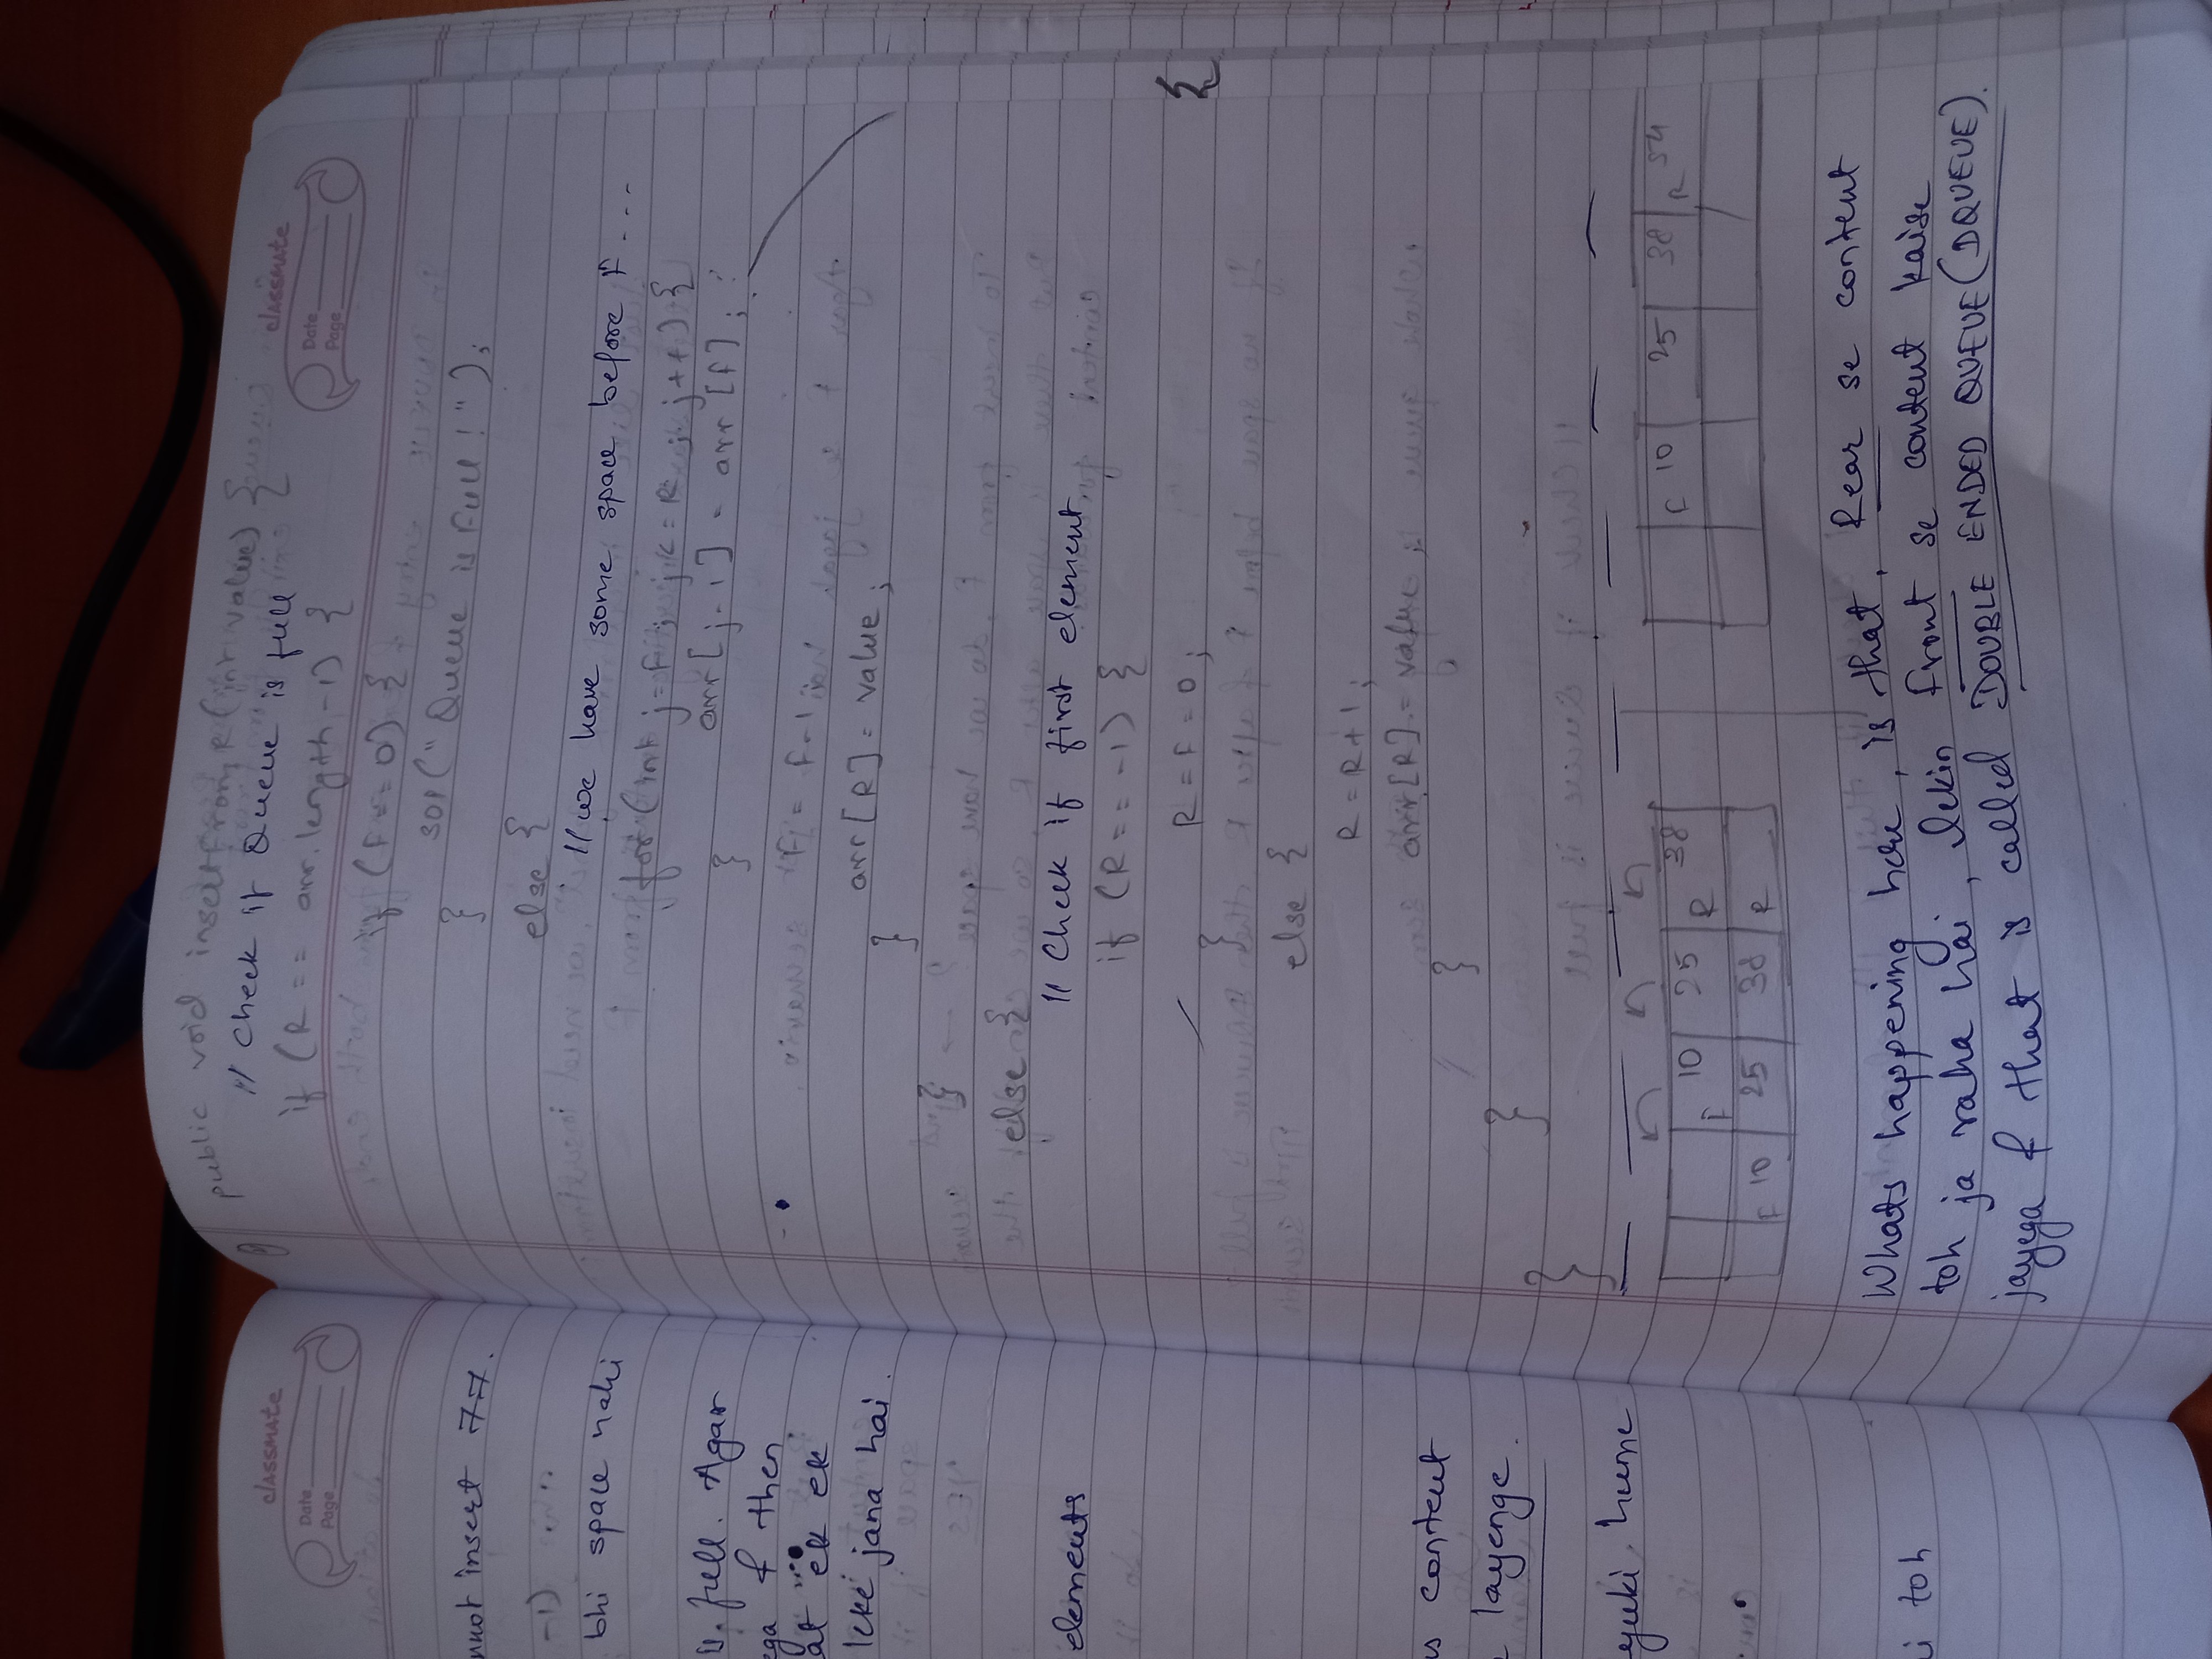 classmate
Date
Page
nnot insert 77.
-1)
bhi space nahi
full. Agar
ega & then
at ek ek
leke jana hai.
elements
s content
layenge.
yuki hume
i toh
public void insertFrom R (int value) {
// Check if Queue is full
classmate
Date
Page
if (R == arr.length -1) {
if (F == 0) {
sop(" Queue is Full ! ");
}
else {
// we have some space before F ...
for (int j=F; j<=R; j++) {
arr[j-1] = arr [F];
}
F = F-1
arr[R] = value;
}
}
else {
// Check if first element
if (R == -1) {
R = F = 0;
}
else {
R = R+1;
arr[R] = value;
}
}
}
10 25 38
F R
F 10 25 38 R
F 10 25 38 R 54
Whats happening here, is that, Rear se content
toh ja raha hai, lekin front se content kaise
jayega & that is called DOUBLE ENDED QUEUE (DQUEUE).